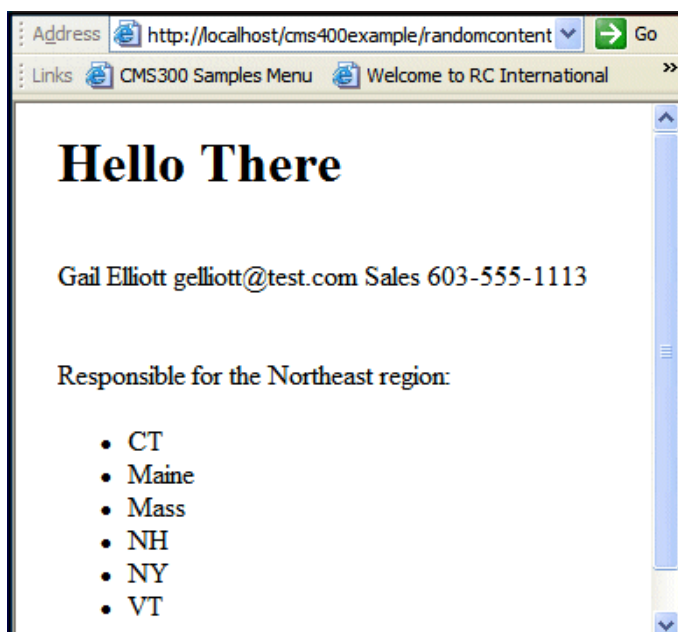 Address http://localhost/cms400example/randomcontent Go
Links CMS300 Samples Menu Welcome to RC International »
Hello There
Gail Elliott gelliott@test.com Sales 603-555-1113
Responsible for the Northeast region:
• CT
• Maine
• Mass
• NH
• NY
• VT